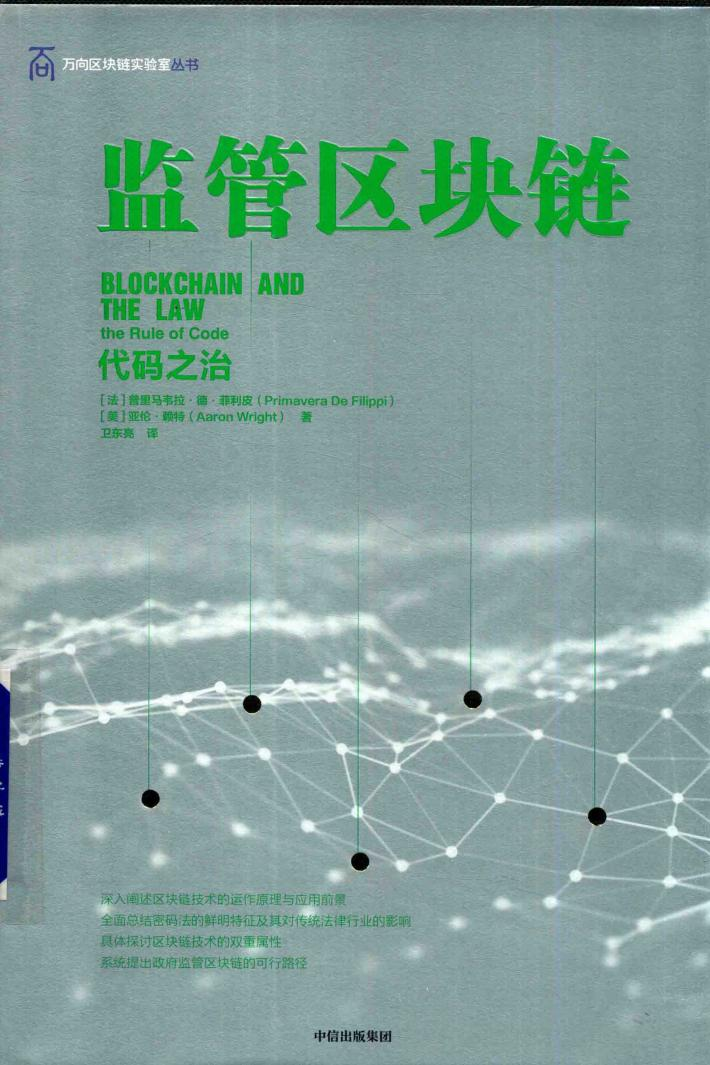 万向区块链实验室丛书
监管区块链
BLOCKCHAIN AND
THE LAW
the Rule of Code
代码之治
[法]普里马韦拉·德·菲利皮（Primavera De Filippi）
[美]亚伦·赖特（Aaron Wright） 著
卫东亮 译
深入阐述区块链技术的运作原理与应用前景
全面总结密码法的鲜明特征及其对传统法律行业的影响
具体探讨区块链技术的双重属性
系统提出政府监管区块链的可行路径
中信出版集团